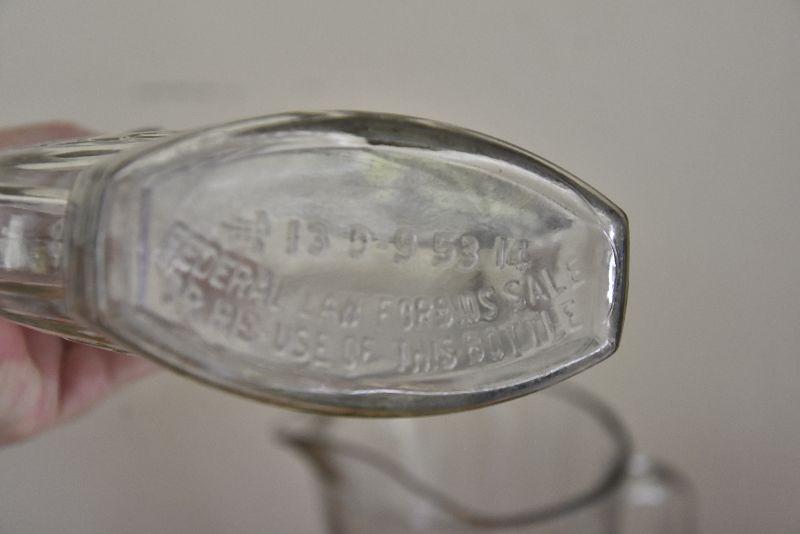 13 D-9 53 14
FEDERAL LAW FORBIDS SALE
OR RE-USE OF THIS BOTTLE